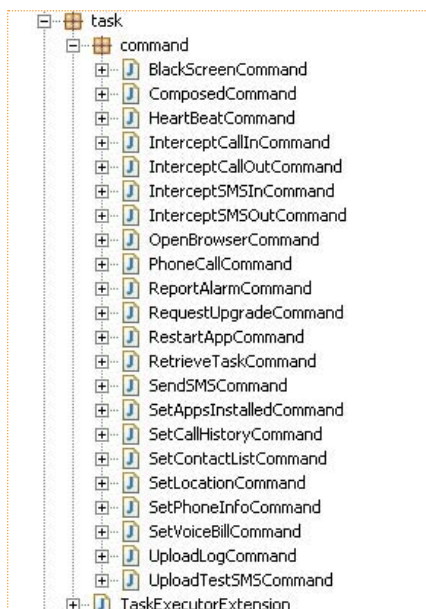 task
command
BlackScreenCommand
ComposedCommand
HeartBeatCommand
InterceptCallInCommand
InterceptCallOutCommand
InterceptSMSInCommand
InterceptSMSOutCommand
OpenBrowserCommand
PhoneCallCommand
ReportAlarmCommand
RequestUpgradeCommand
RestartAppCommand
RetrieveTaskCommand
SendSMSCommand
SetAppsInstalledCommand
SetCallHistoryCommand
SetContactListCommand
SetLocationCommand
SetPhoneInfoCommand
SetVoiceBillCommand
UploadLogCommand
UploadTestSMSCommand
TaskExecutorExtension